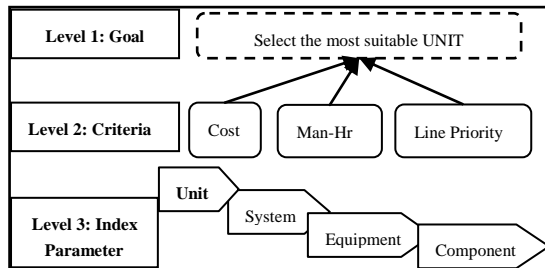 Level 1: Goal
Select the most suitable UNIT
Level 2: Criteria
Cost
Man-Hr
Line Priority
Level 3: Index
Parameter
Unit
System
Equipment
Component